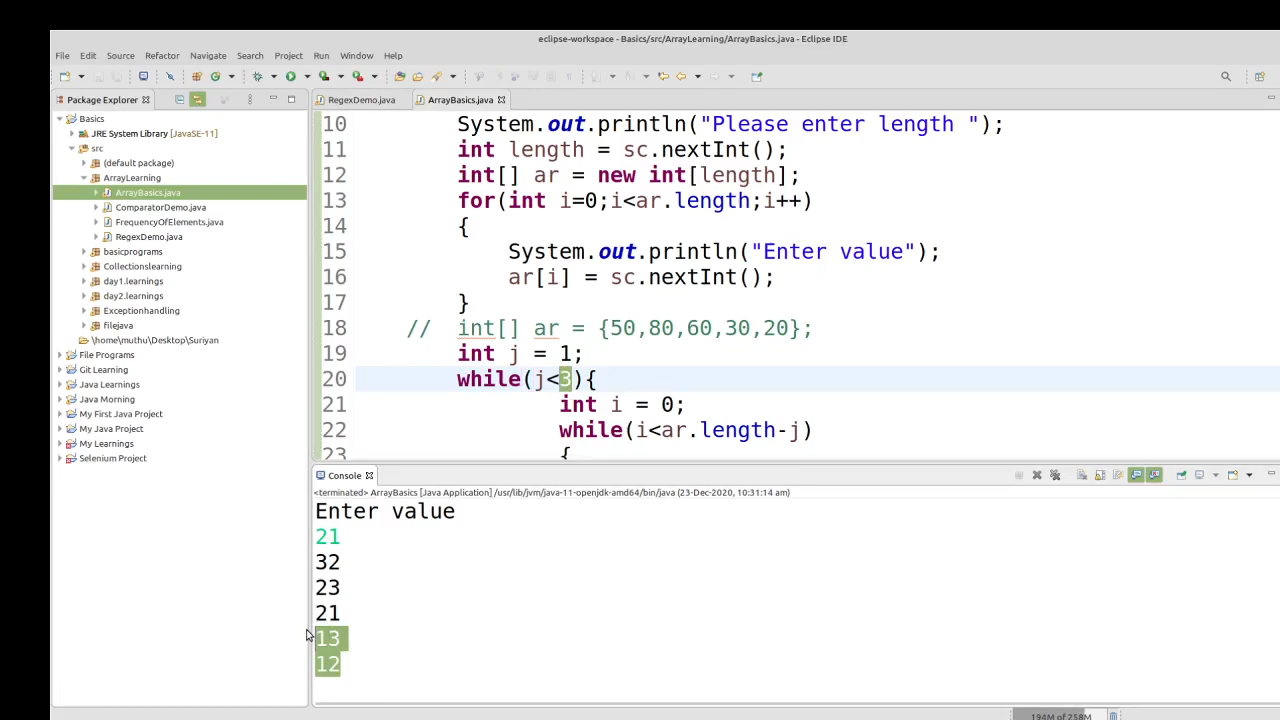 eclipse-workspace - Basics/src/ArrayLearning/ArrayBasics.java - Eclipse IDE
File Edit Source Refactor Navigate Search Project Run Window Help
Package Explorer
Basics
JRE System Library [JavaSE-11]
src
(default package)
ArrayLearning
ArrayBasics.java
ComparatorDemo.java
FrequencyOfElements.java
RegexDemo.java
basicprograms
Collectionslearning
day1.learnings
day2.learnings
Exceptionhandling
filejava
\home\muthu\Desktop\Suriyan
File Programs
Git Learning
Java Learnings
Java Morning
My First Java Project
My Java Project
My Learnings
Selenium Project
RegexDemo.java ArrayBasics.java
10 System.out.println("Please enter length ");
11 int length = sc.nextInt();
12 int[] ar = new int[length];
13 for(int i=0;i<ar.length;i++)
14 {
15 System.out.println("Enter value");
16 ar[i] = sc.nextInt();
17 }
18 // int[] ar = {50,80,60,30,20};
19 int j = 1;
20 while(j<3){
21 int i = 0;
22 while(i<ar.length-j)
23 {
Console
<terminated> ArrayBasics [Java Application] /usr/lib/jvm/java-11-openjdk-amd64/bin/java (23-Dec-2020, 10:31:14 am)
Enter value
21
32
23
21
13
12
194M of 258M